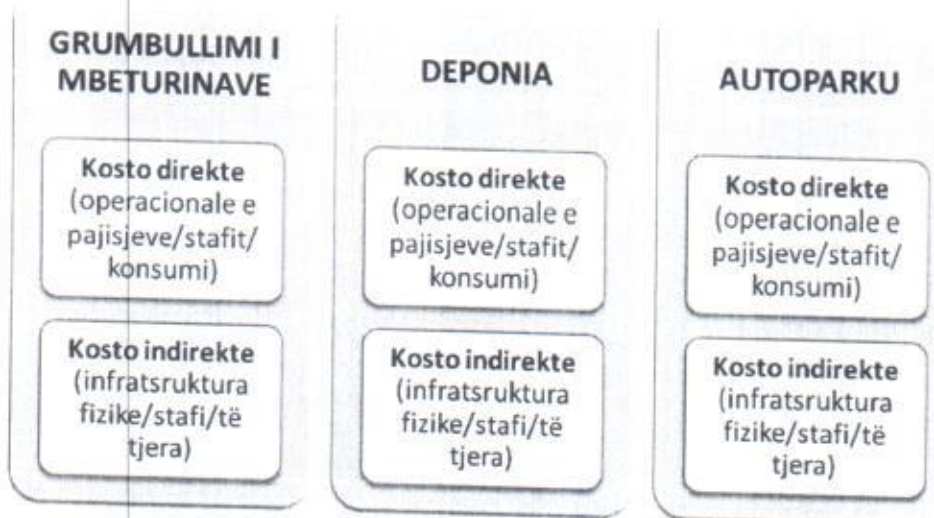 GRUMBULLIMI I
MBETURINAVE
Kosto direkte
(operacionale e
pajisjeve/stafit/
konsumi)
Kosto indirekte
(infratsruktura
fizike/stafi/të
tjera)
DEPONIA
Kosto direkte
(operacionale e
pajisjeve/stafit/
konsumi)
Kosto indirekte
(infratsruktura
fizike/stafi/të
tjera)
AUTOPARKU
Kosto direkte
(operacionale e
pajisjeve/stafit/
konsumi)
Kosto indirekte
(infratsruktura
fizike/stafi/të
tjera)